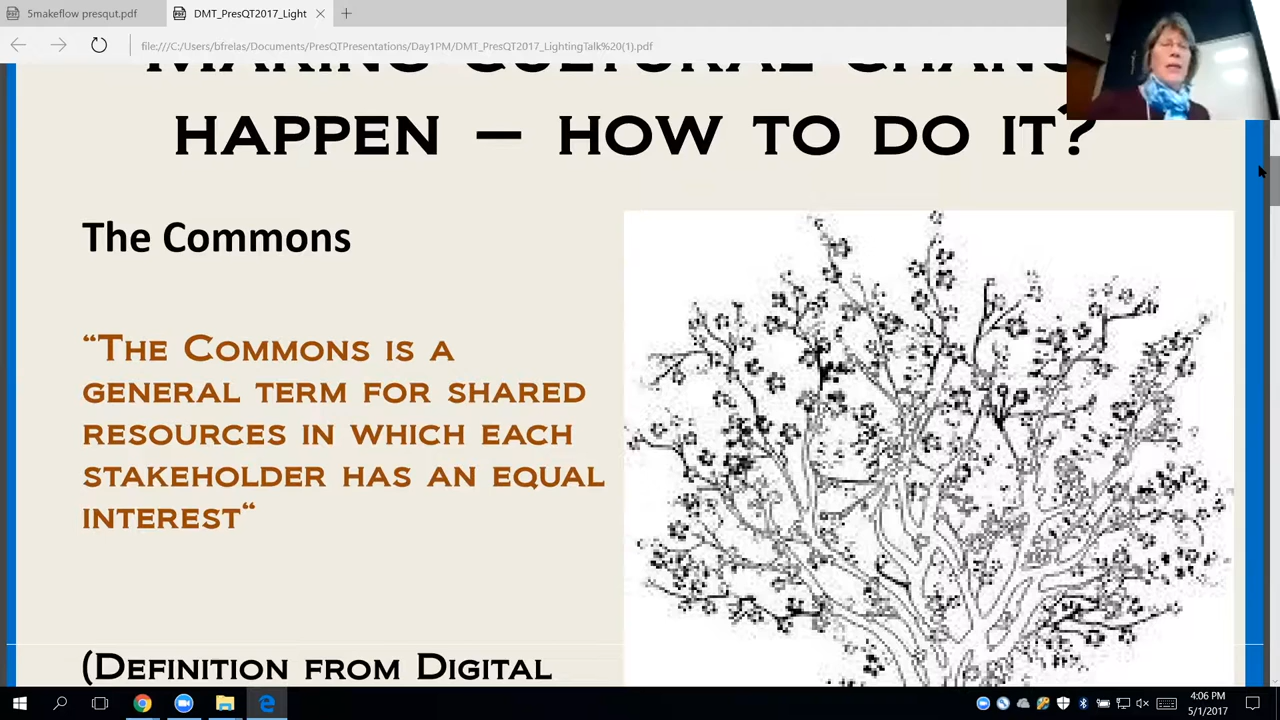 5makeflow presqut.pdf
DMT_PresQT2017_Light
file:///C:/Users/bfrelas/Documents/PresQTPresentations/Day1PM/DMT_PresQT2017_LightingTalk%20(1).pdf
MAKING CULTURAL CHANG
HAPPEN – HOW TO DO IT?
The Commons
“THE COMMONS IS A
GENERAL TERM FOR SHARED
RESOURCES IN WHICH EACH
STAKEHOLDER HAS AN EQUAL
INTEREST“
(DEFINITION FROM DIGITAL
4:06 PM
5/1/2017